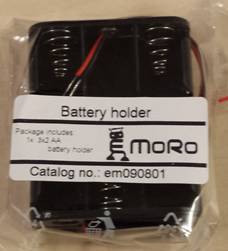 Battery holder
Package includes:
1x 3x2 AA
battery holder
MoRo
Catalog no.: em090801